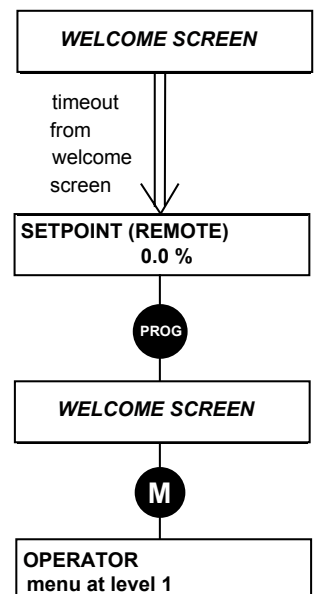 WELCOME SCREEN
timeout
from
welcome
screen
SETPOINT (REMOTE)
0.0 %
PROG
WELCOME SCREEN
M
OPERATOR
menu at level 1